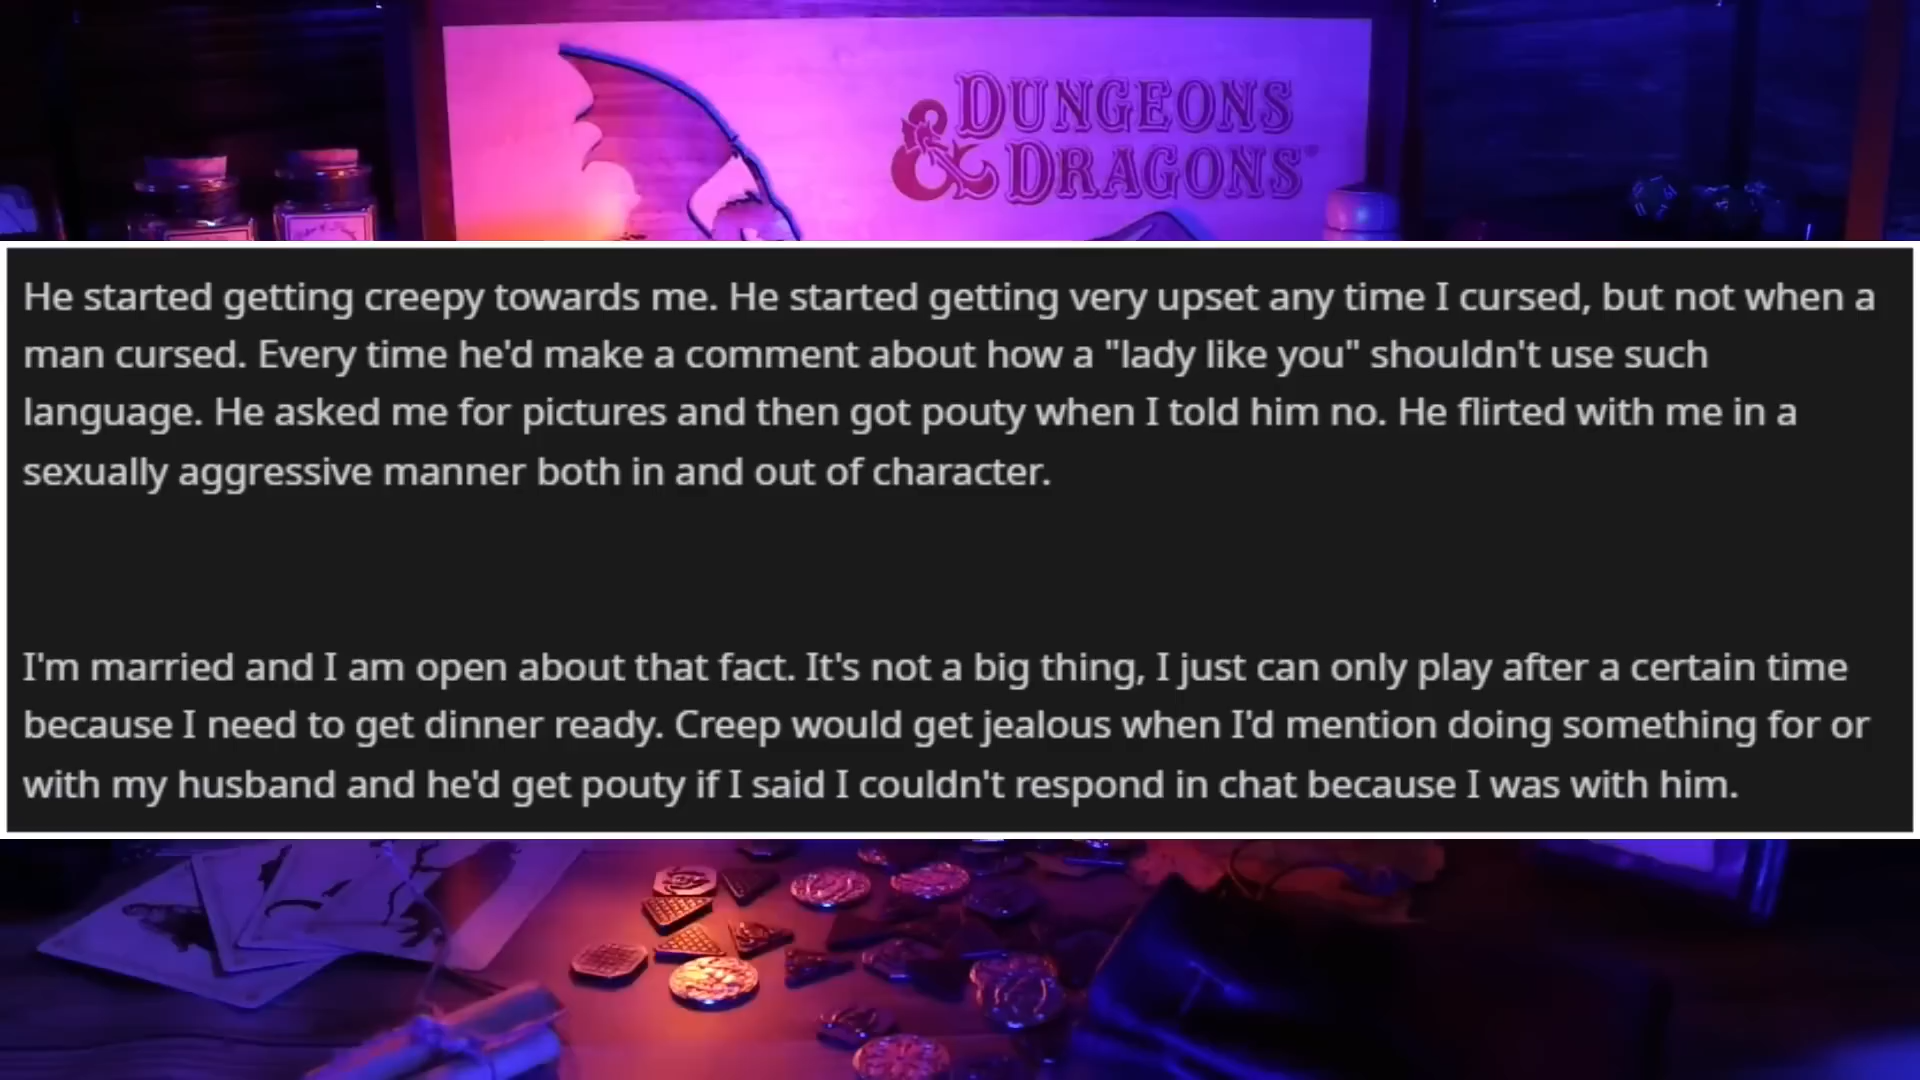 DUNGEONS
& DRAGONS
He started getting creepy towards me. He started getting very upset any time I cursed, but not when a
man cursed. Every time he'd make a comment about how a "lady like you" shouldn't use such
language. He asked me for pictures and then got pouty when I told him no. He flirted with me in a
sexually aggressive manner both in and out of character.
I'm married and I am open about that fact. It's not a big thing, I just can only play after a certain time
because I need to get dinner ready. Creep would get jealous when I'd mention doing something for or
with my husband and he'd get pouty if I said I couldn't respond in chat because I was with him.